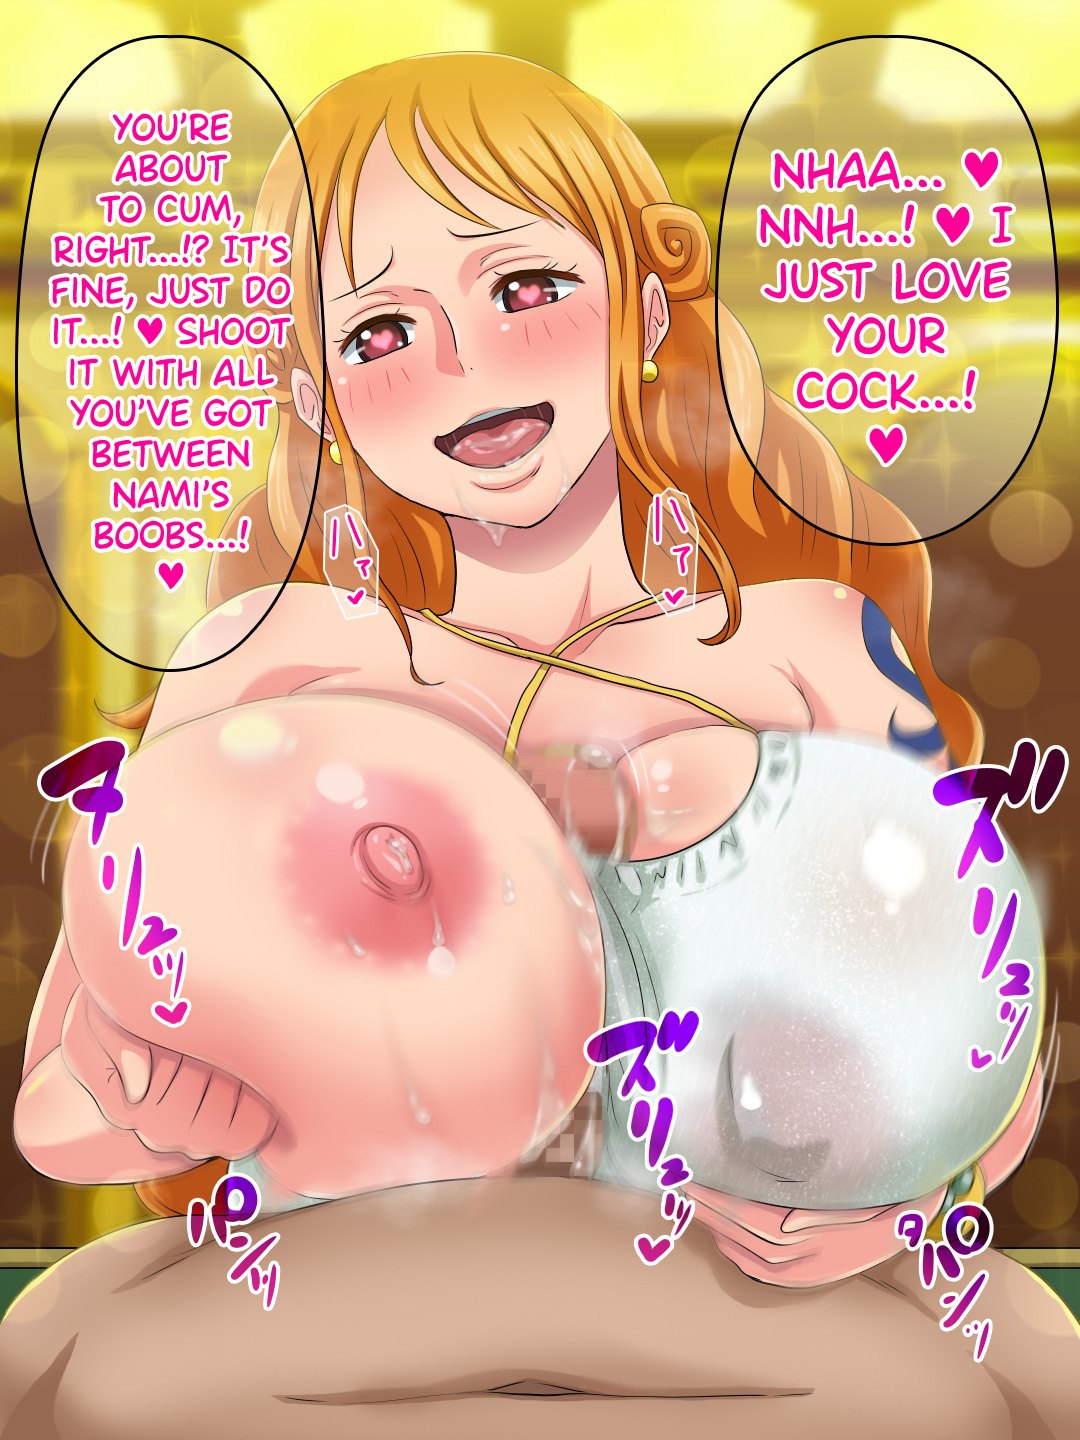 NHAA... ♥
NNH...! ♥ I
JUST LOVE
YOUR
COCK...!
♥
YOU'RE
ABOUT
TO CUM,
RIGHT...!? IT'S
FINE, JUST DO
IT...! ♥ SHOOT
IT WITH ALL
YOU'VE GOT
BETWEEN
NAMI'S
BOOBS...!
♥
ハァ♥
ハァ♥
ズリュッ♥
ズリュッ♥
パンッ